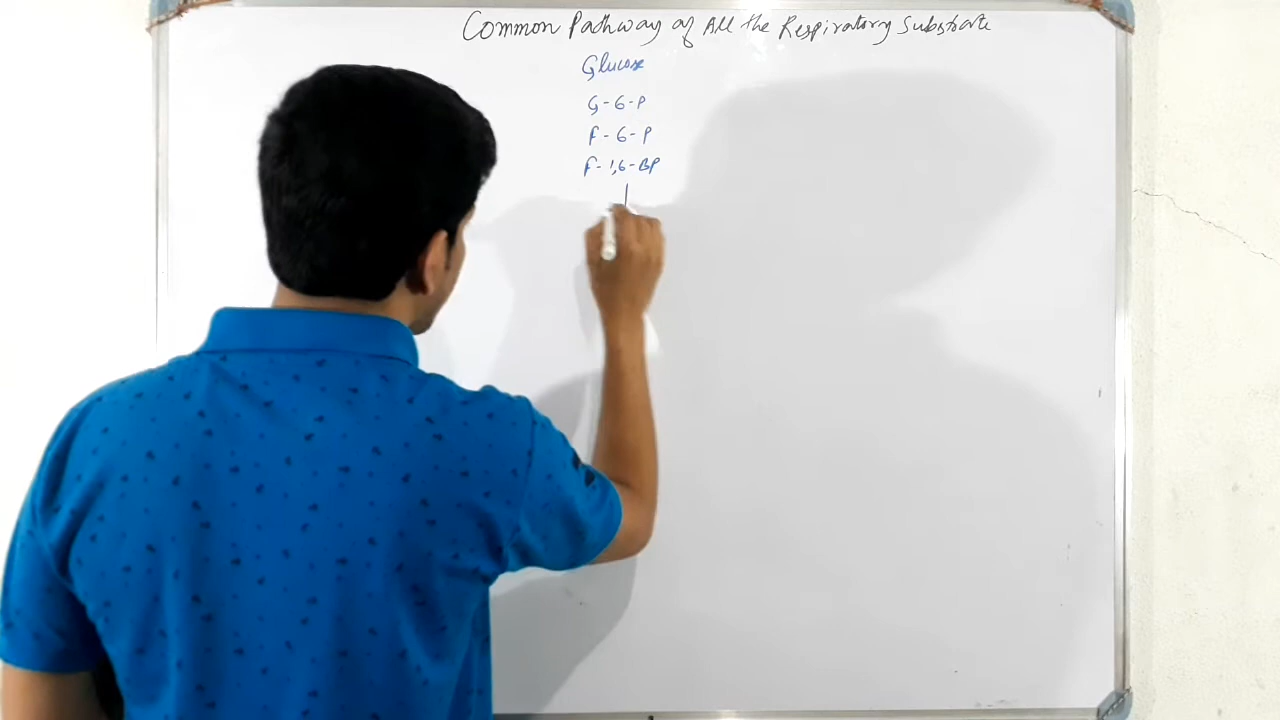 Common Pathway of All the Respiratory Substrate
Glucose
G-6-P
F-6-P
F-1,6-BP